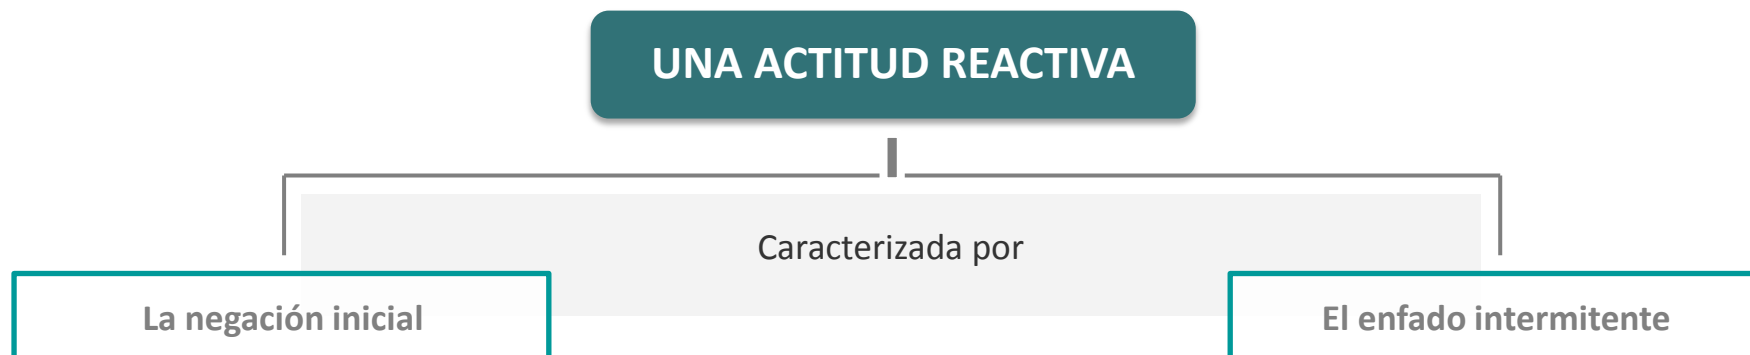 UNA ACTITUD REACTIVA
Caracterizada por
La negación inicial
El enfado intermitente